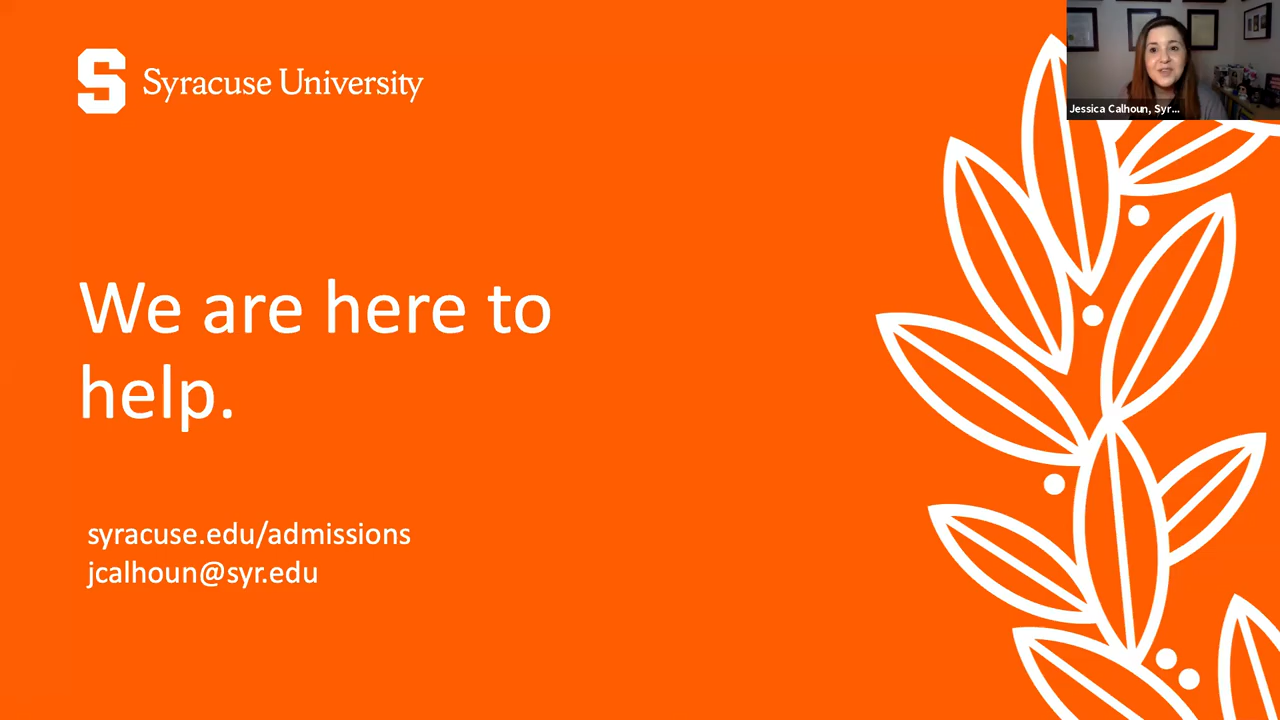 S
Syracuse University
Jessica Calhoun, Syr...
We are here to
help.
syracuse.edu/admissions
jcalhoun@syr.edu